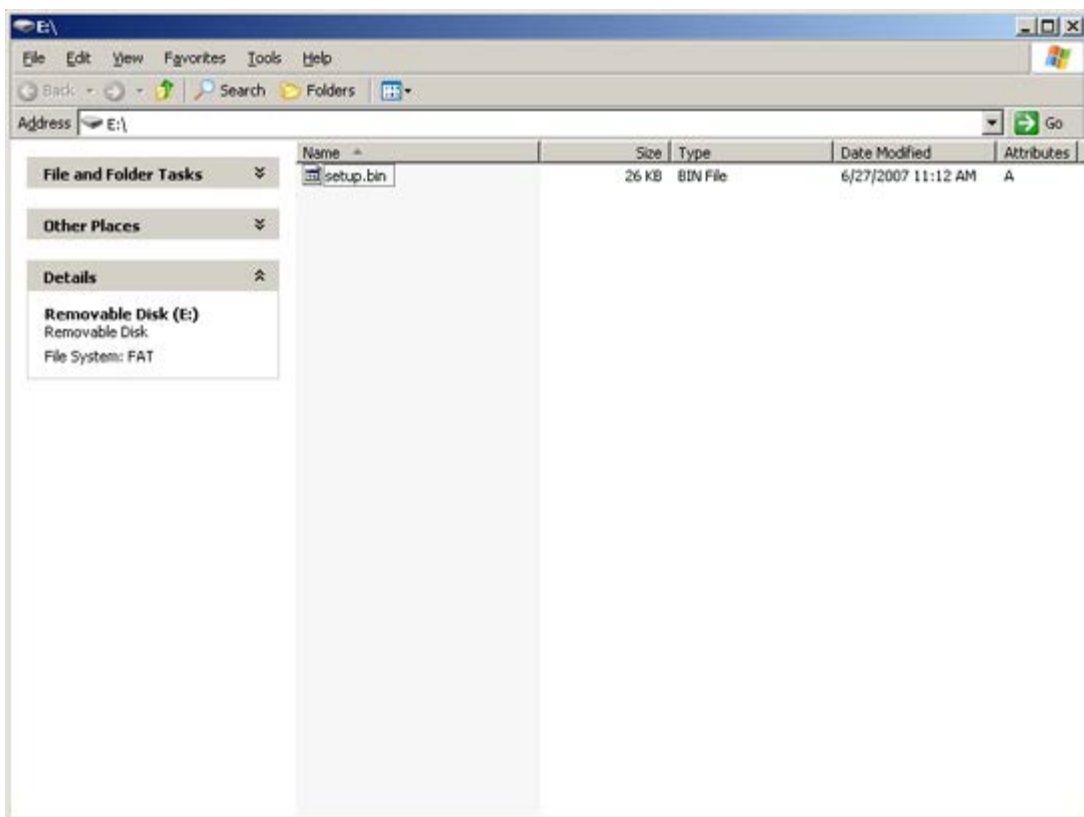 E:\
File Edit View Favorites Tools Help
Back Search Folders
Address E:\ Go
File and Folder Tasks
Other Places
Details
Removable Disk (E:)
Removable Disk
File System: FAT
Name Size Type Date Modified Attributes
setup.bin 26 KB BIN File 6/27/2007 11:12 AM A